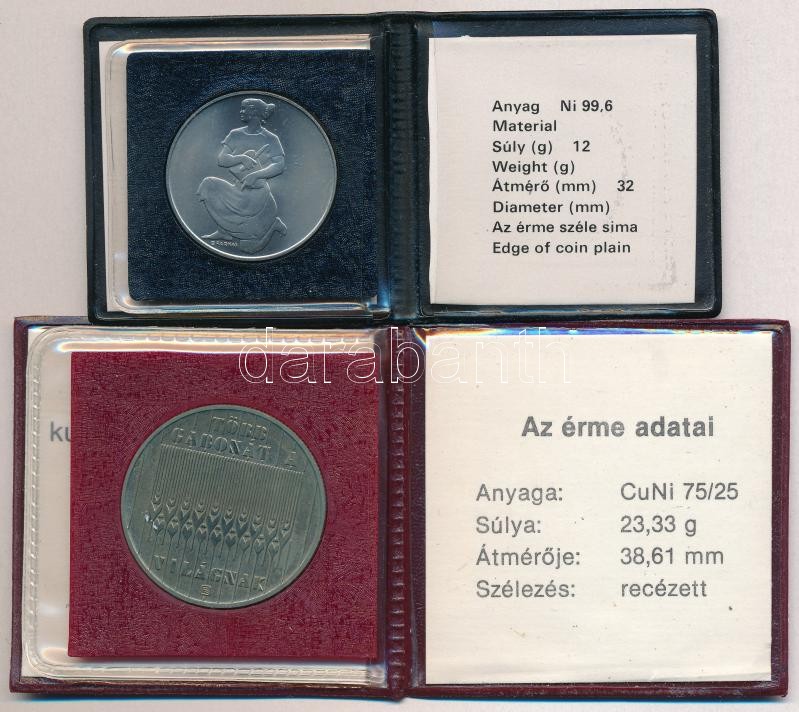 Anyag Ni 99,6
Material
Súly (g) 12
Weight (g)
Átmérő (mm) 32
Diameter (mm)
Az érme széle sima
Edge of coin plain
darabanth
ku
TÖBB
GABONÁT A
VILÁGNAK
Az érme adatai
Anyaga: CuNi 75/25
Súlya: 23,33 g
Átmérője: 38,61 mm
Szélezés: recézett